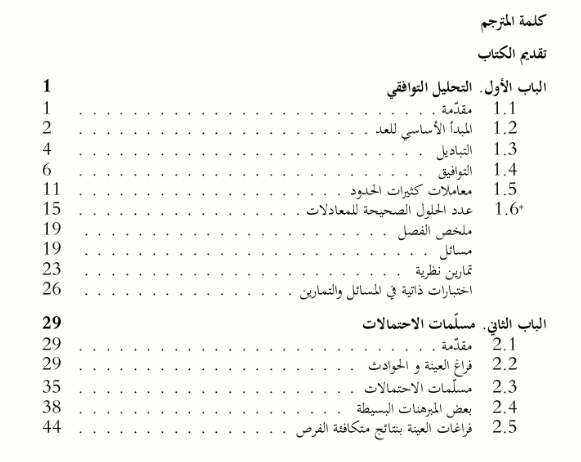 كلمة المترجم
تقديم الكتاب
الباب الأول. التحليل التوافقي 1
1.1 مقدّمة . . . . . . . . . . . . . . . . . . . . 1
1.2 المبدأ الأساسي للعد . . . . . . . . . . . . . . . . . . 2
1.3 التباديل . . . . . . . . . . . . . . . . . . . . 4
1.4 التوافيق . . . . . . . . . . . . . . . . . . . . 6
1.5 معاملات كثيرات الحدود . . . . . . . . . . . . . . . . 11
1.6* عدد الحلول الصحيحة للمعادلات . . . . . . . . . . . . . 15
ملخص الفصل . . . . . . . . . . . . . . . . . 19
مسائل . . . . . . . . . . . . . . . . . . . . 19
تمارين نظرية . . . . . . . . . . . . . . . . . . 23
اختبارات ذاتية في المسائل والتمارين . . . . . . . . . . . . 26
الباب الثاني. مسلّمات الاحتمالات 29
2.1 مقدّمة . . . . . . . . . . . . . . . . . . . . 29
2.2 فراغ العينة و الحوادث . . . . . . . . . . . . . . . . 29
2.3 مسلّمات الاحتمالات . . . . . . . . . . . . . . . . 35
2.4 بعض المبرهنات البسيطة . . . . . . . . . . . . . . . . 38
2.5 فراغات العينة بنتائج متكافئة الفرص . . . . . . . . . . . . 44